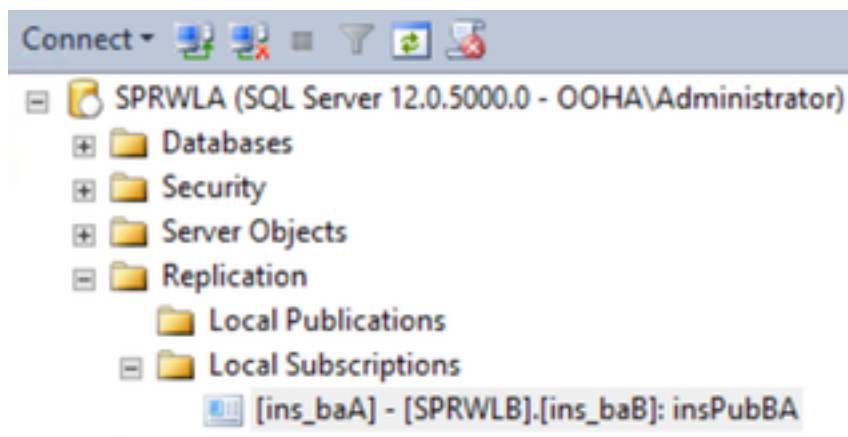 Connect
SPRWLA (SQL Server 12.0.5000.0 - OOHA\Administrator)
Databases
Security
Server Objects
Replication
Local Publications
Local Subscriptions
[ins_baA] - [SPRWLB].[ins_baB]: insPubBA